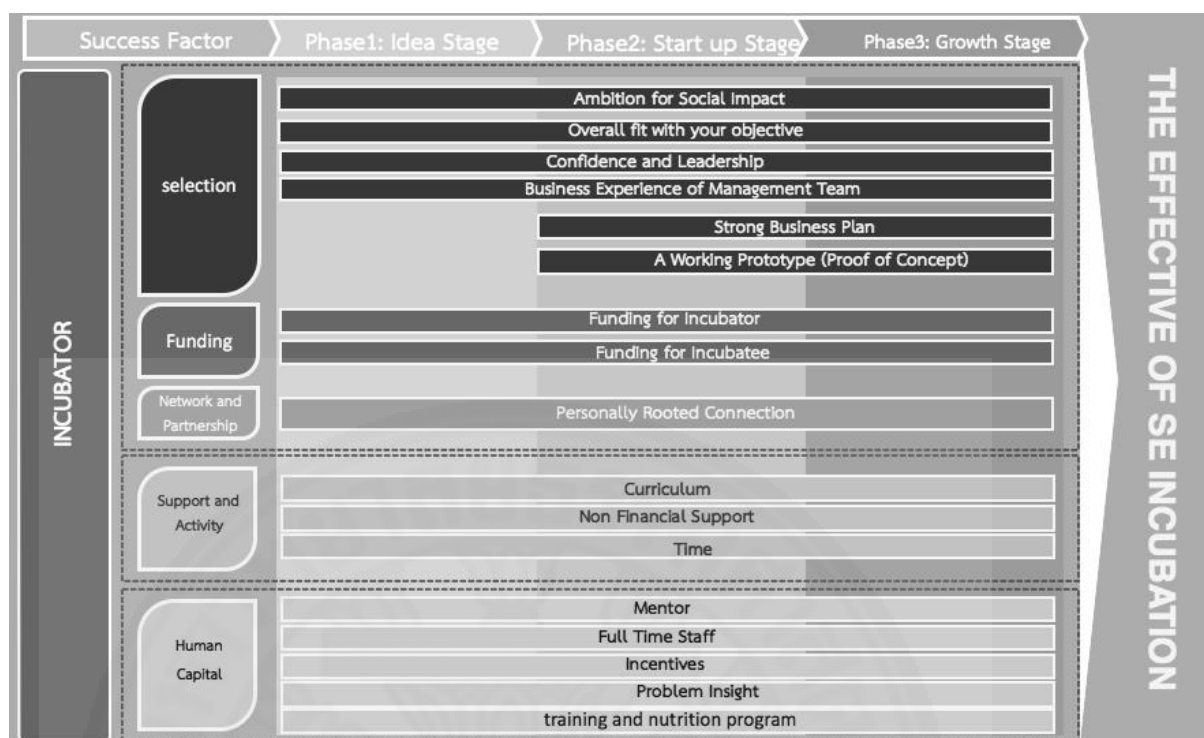 Success Factor
Phase1: Idea Stage
Phase2: Start up Stage
Phase3: Growth Stage
INCUBATOR
selection
Ambition for Social Impact
Overall fit with your objective
Confidence and Leadership
Business Experience of Management Team
Strong Business Plan
A Working Prototype (Proof of Concept)
Funding
Funding for Incubator
Funding for Incubatee
Network and
Partnership
Personally Rooted Connection
Support and
Activity
Curriculum
Non Financial Support
Time
Human
Capital
Mentor
Full Time Staff
Incentives
Problem Insight
training and nutrition program
THE EFFECTIVE OF SE INCUBATION